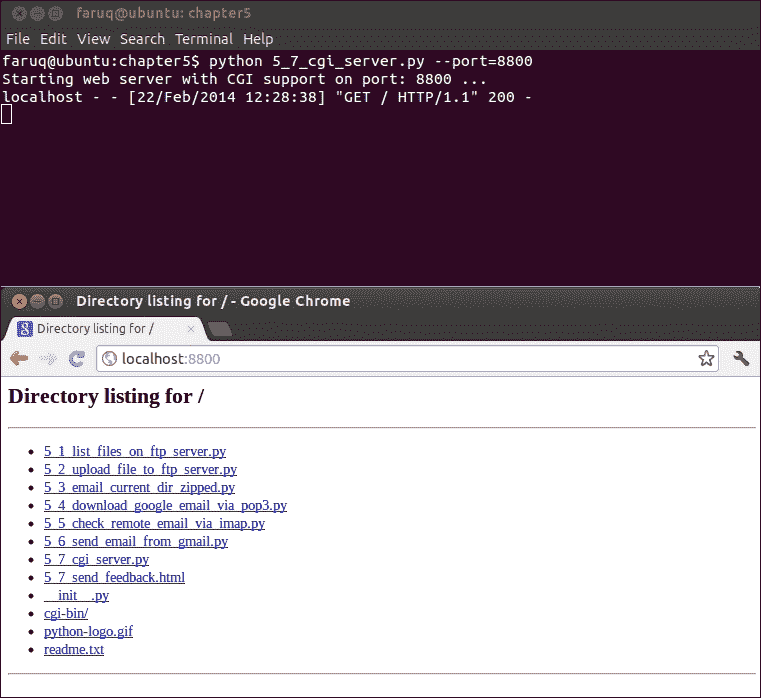 faruq@ubuntu: chapter5
File Edit View Search Terminal Help
faruq@ubuntu:chapter5$ python 5_7_cgi_server.py --port=8800
Starting web server with CGI support on port: 8800 ...
localhost - - [22/Feb/2014 12:28:38] "GET / HTTP/1.1" 200 -
Directory listing for / - Google Chrome
Directory listing for /
localhost:8800
Directory listing for /
5_1_list_files_on_ftp_server.py
5_2_upload_file_to_ftp_server.py
5_3_email_current_dir_zipped.py
5_4_download_google_email_via_pop3.py
5_5_check_remote_email_via_imap.py
5_6_send_email_from_gmail.py
5_7_cgi_server.py
5_7_send_feedback.html
__init__.py
cgi-bin/
python-logo.gif
readme.txt